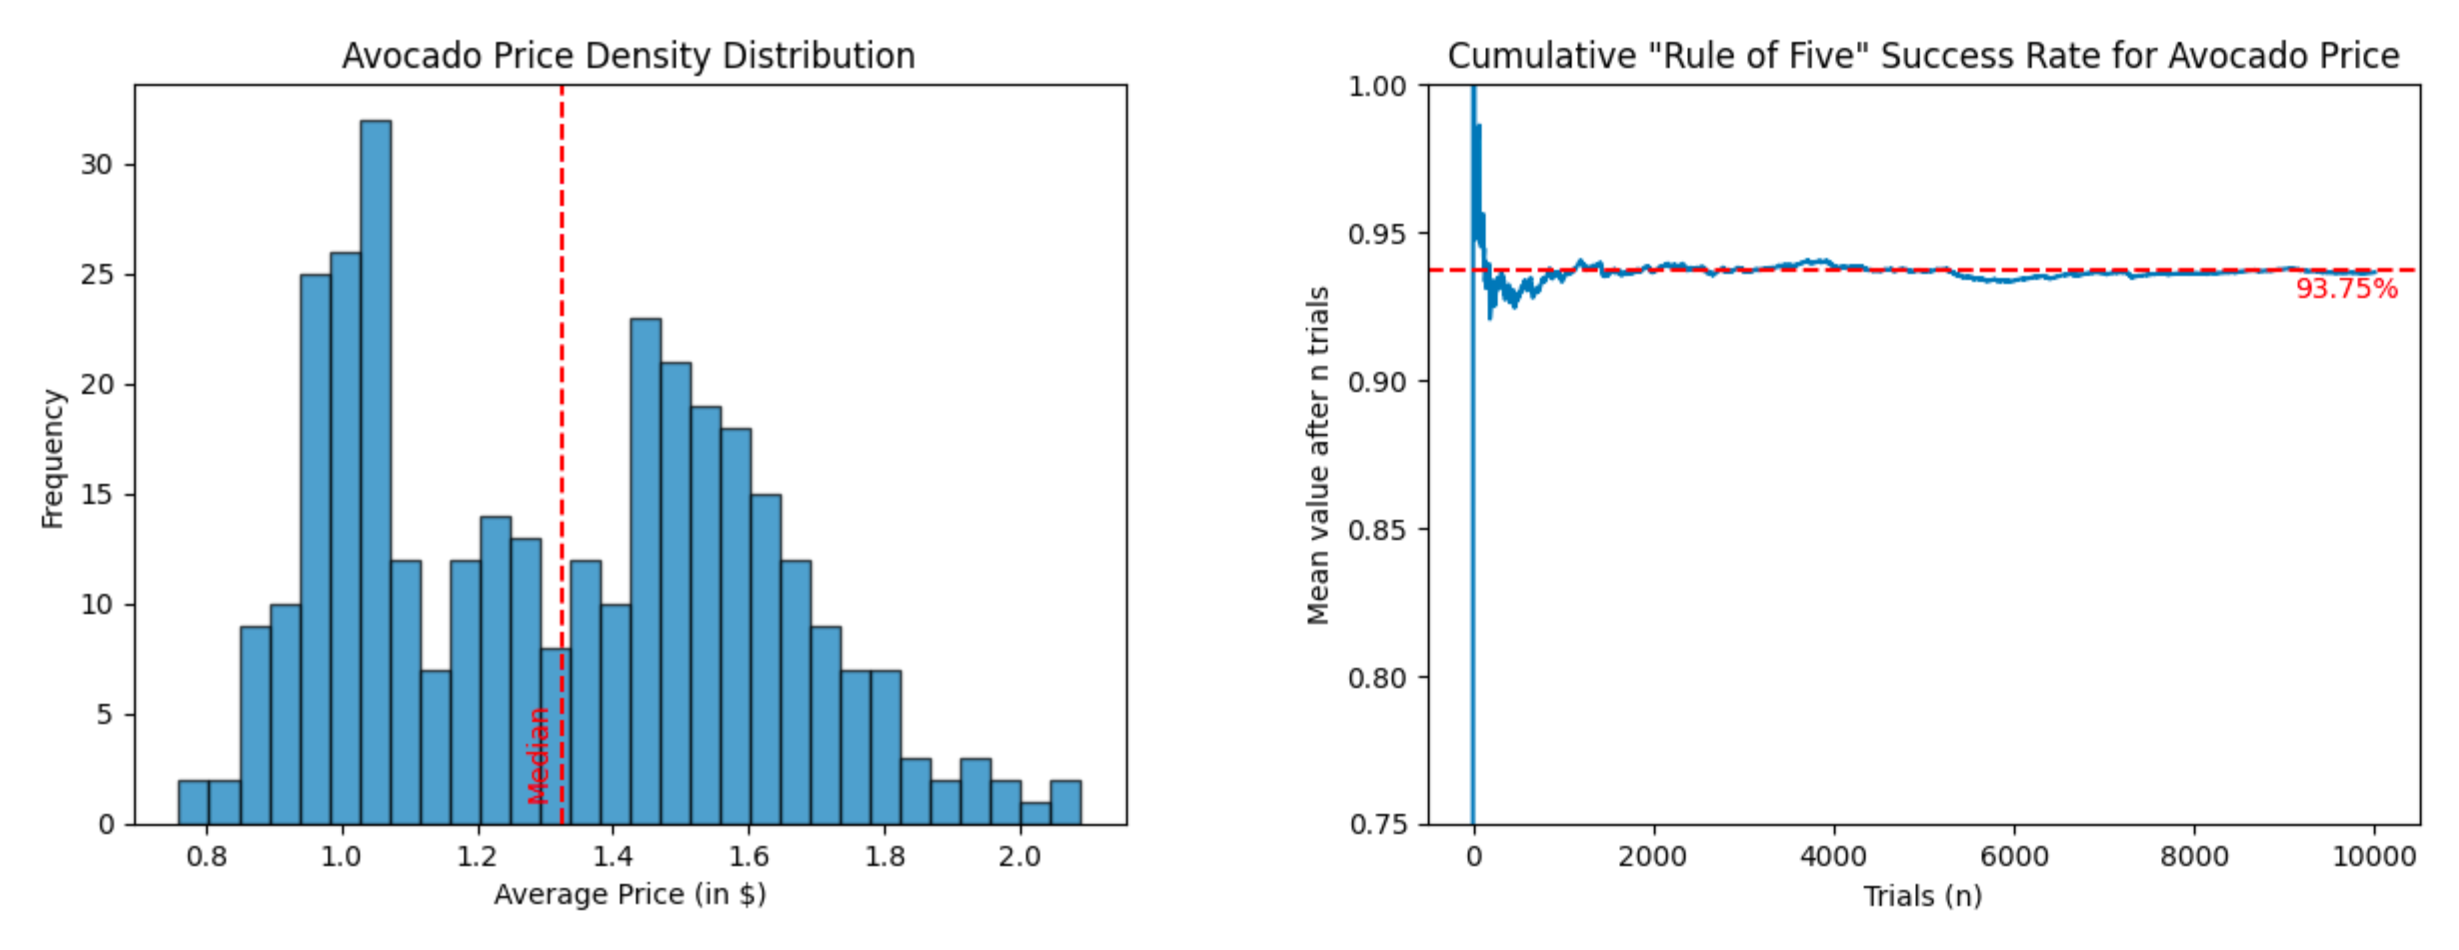 Avocado Price Density Distribution
Frequency
30
25
20
15
10
5
0
Median
0.8 1.0 1.2 1.4 1.6 1.8 2.0
Average Price (in $)
Cumulative "Rule of Five" Success Rate for Avocado Price
Mean value after n trials
1.00
0.95
0.90
0.85
0.80
0.75
93.75%
0 2000 4000 6000 8000 10000
Trials (n)